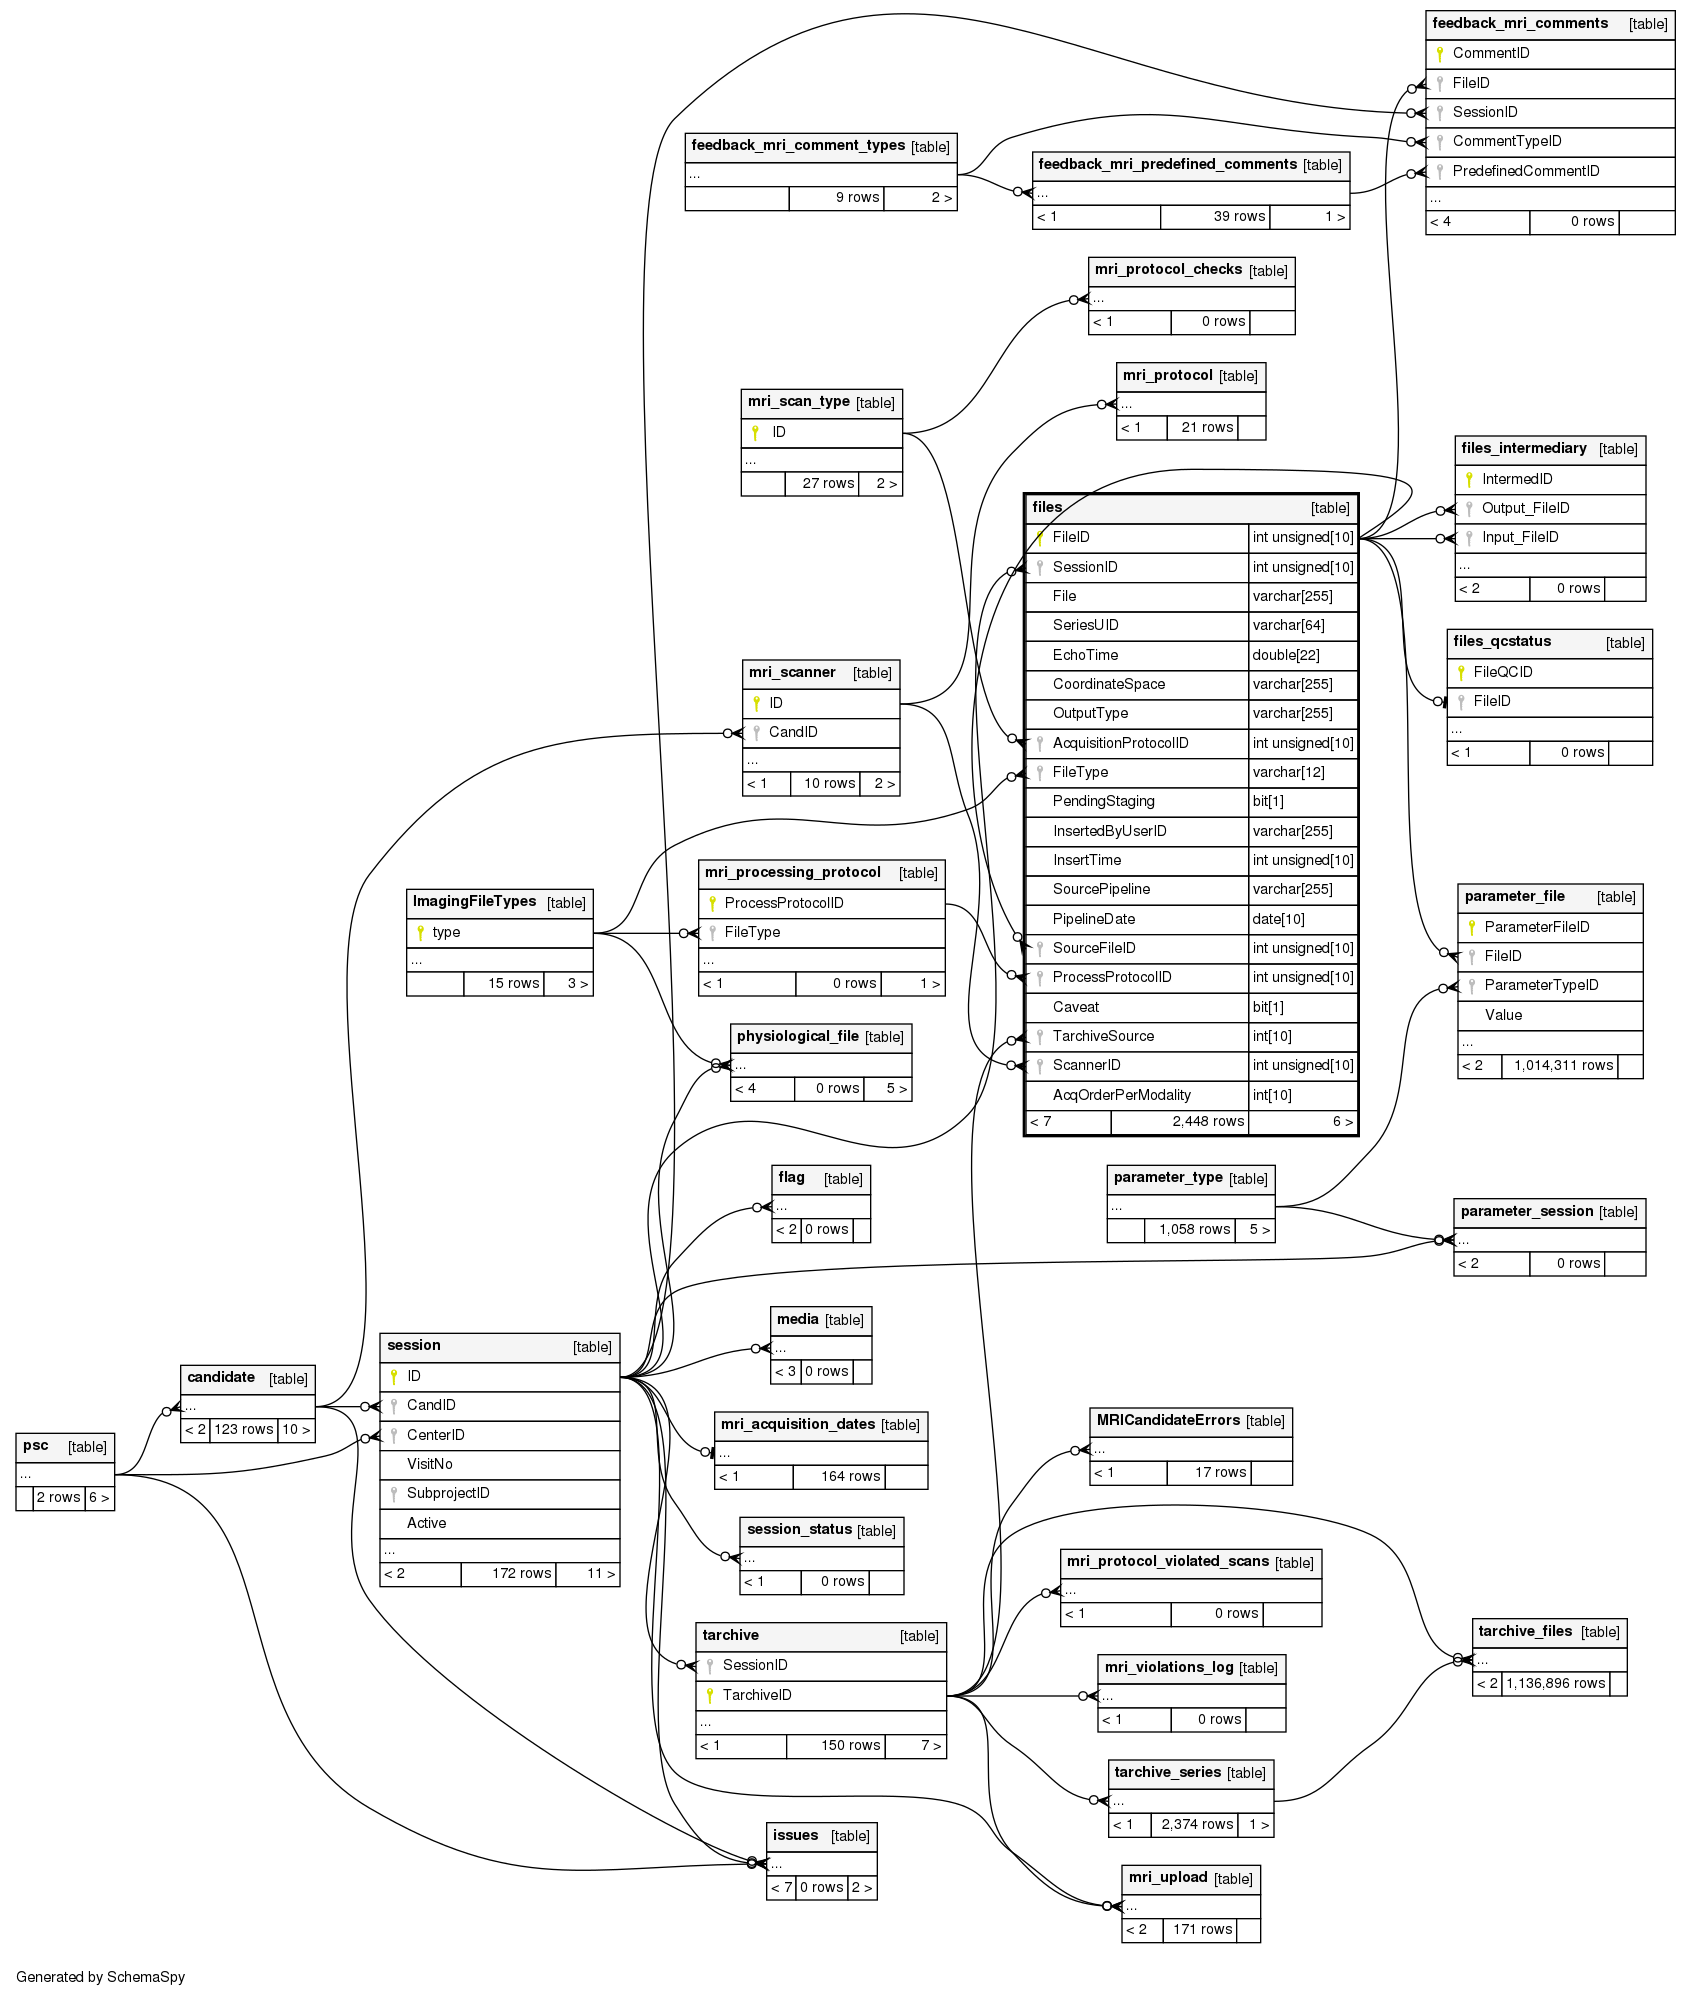 feedback_mri_comments [table]
CommentID
FileID
SessionID
CommentTypeID
PredefinedCommentID
...
< 4 0 rows
feedback_mri_comment_types [table]
...
9 rows 2 >
feedback_mri_predefined_comments [table]
...
< 1 39 rows 1 >
mri_protocol_checks [table]
...
< 1 0 rows
mri_protocol [table]
...
< 1 21 rows
mri_scan_type [table]
ID
...
27 rows 2 >
files_intermediary [table]
IntermedID
Output_FileID
Input_FileID
...
< 2 0 rows
files [table]
FileID int unsigned[10]
SessionID int unsigned[10]
File varchar[255]
SeriesUID varchar[64]
EchoTime double[22]
CoordinateSpace varchar[255]
OutputType varchar[255]
AcquisitionProtocolID int unsigned[10]
FileType varchar[12]
PendingStaging bit[1]
InsertedByUserID varchar[255]
InsertTime int unsigned[10]
SourcePipeline varchar[255]
PipelineDate date[10]
SourceFileID int unsigned[10]
ProcessProtocolID int unsigned[10]
Caveat bit[1]
TarchiveSource int[10]
ScannerID int unsigned[10]
AcqOrderPerModality int[10]
< 7 2,448 rows 6 >
files_qcstatus [table]
FileQCID
FileID
...
< 1 0 rows
mri_scanner [table]
ID
CandID
...
< 1 10 rows 2 >
mri_processing_protocol [table]
ProcessProtocolID
FileType
...
< 1 0 rows 1 >
ImagingFileTypes [table]
type
...
15 rows 3 >
parameter_file [table]
ParameterFileID
FileID
ParameterTypeID
Value
...
< 2 1,014,311 rows
physiological_file [table]
...
< 4 0 rows 5 >
flag [table]
...
< 2 0 rows
parameter_type [table]
...
1,058 rows 5 >
parameter_session [table]
...
< 2 0 rows
media [table]
...
< 3 0 rows
session [table]
ID
CandID
CenterID
VisitNo
SubprojectID
Active
...
< 2 172 rows 11 >
candidate [table]
...
< 2 123 rows 10 >
psc [table]
...
2 rows 6 >
mri_acquisition_dates [table]
...
< 1 164 rows
MRICandidateErrors [table]
...
< 1 17 rows
session_status [table]
...
< 1 0 rows
mri_protocol_violated_scans [table]
...
< 1 0 rows
tarchive [table]
SessionID
TarchiveID
...
< 1 150 rows 7 >
tarchive_files [table]
...
< 2 1,136,896 rows
mri_violations_log [table]
...
< 1 0 rows
tarchive_series [table]
...
< 1 2,374 rows 1 >
issues [table]
...
< 7 0 rows 2 >
mri_upload [table]
...
< 2 171 rows
Generated by SchemaSpy